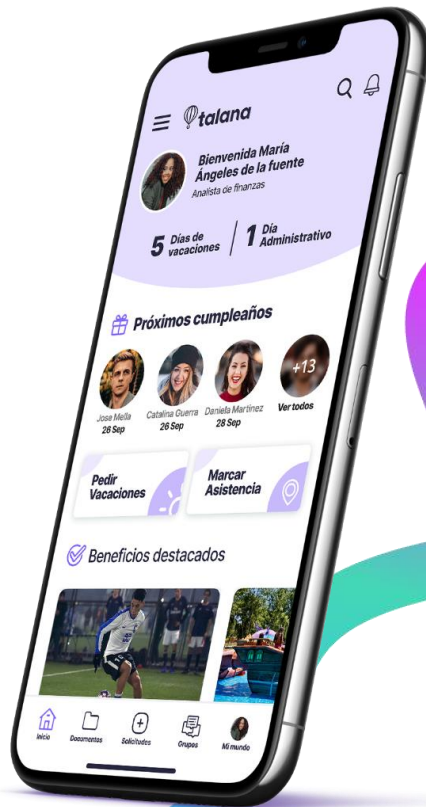 talana
Bienvenida María
Ángeles de la fuente
Analista de finanzas
5 Días de
vacaciones
1 Día
Administrativo
Próximos cumpleaños
+13
Jose Mella
26 Sep
Catalina Guerra
26 Sep
Daniela Martinez
28 Sep
Ver todos
Pedir
Vacaciones
Marcar
Asistencia
Beneficios destacados
Inicio
Documentos
Solicitudes
Grupos
Mi mundo